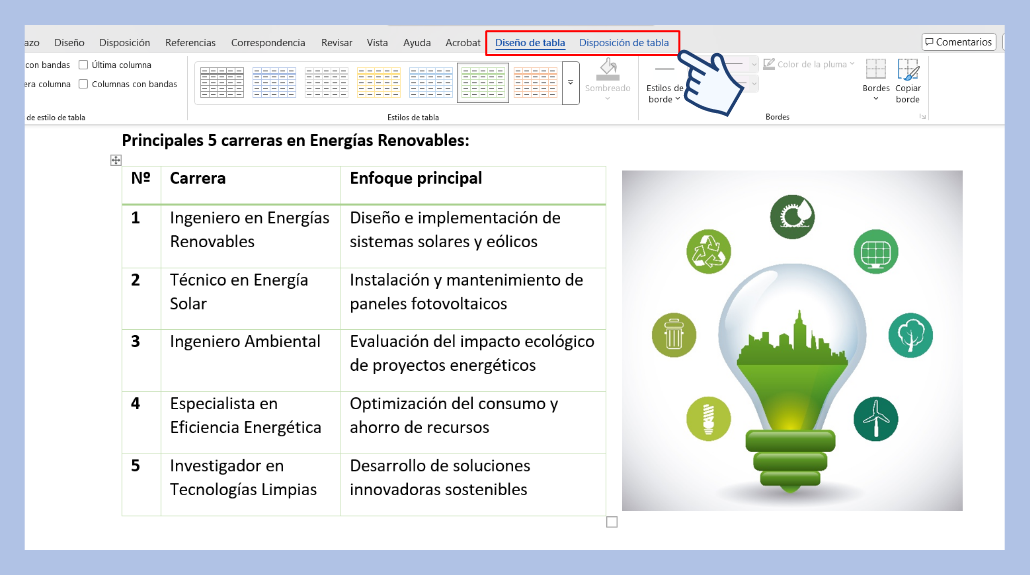 azo Diseño Disposición Referencias Correspondencia Revisar Vista Ayuda Acrobat Diseño de tabla Disposición de tabla Comentarios
con bandas Última columna
era columna Columnas con bandas
de estilo de tabla
Estilos de tabla
Sombreado
Estilos de
borde
Color de la pluma
Bordes
Copiar
borde
Bordes
Principales 5 carreras en Energías Renovables:
Nº Carrera Enfoque principal
1 Ingeniero en Energías Diseño e implementación de
Renovables sistemas solares y eólicos
2 Técnico en Energía Instalación y mantenimiento de
Solar paneles fotovoltaicos
3 Ingeniero Ambiental Evaluación del impacto ecológico
de proyectos energéticos
4 Especialista en Optimización del consumo y
Eficiencia Energética ahorro de recursos
5 Investigador en Desarrollo de soluciones
Tecnologías Limpias innovadoras sostenibles